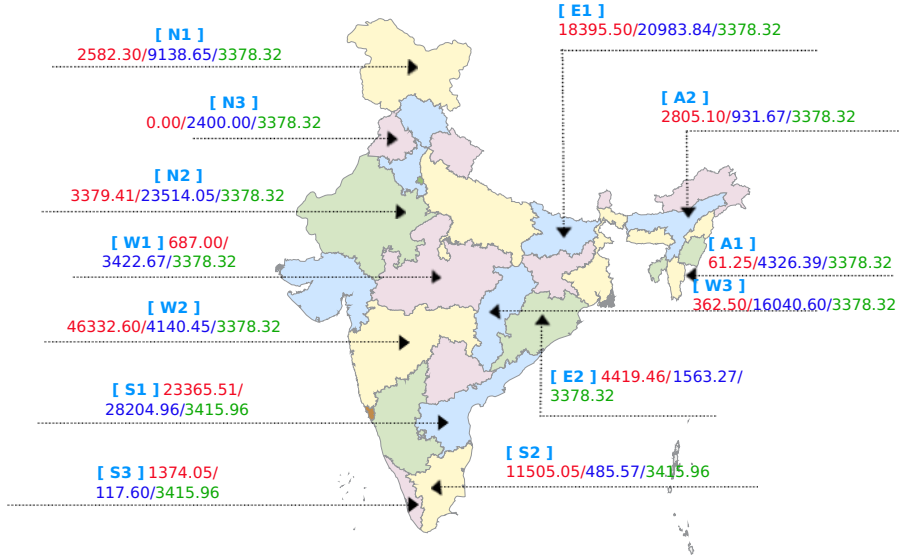 [ E1 ]
18395.50/20983.84/3378.32
[ N1 ]
2582.30/9138.65/3378.32
[ N3 ]
0.00/2400.00/3378.32
[ A2 ]
2805.10/931.67/3378.32
[ N2 ]
3379.41/23514.05/3378.32
[ W1 ] 687.00/
3422.67/3378.32
[ A1 ]
61.25/4326.39/3378.32
[ W3 ]
362.50/16040.60/3378.32
[ W2 ]
46332.60/4140.45/3378.32
[ S1 ] 23365.51/
28204.96/3415.96
[ E2 ] 4419.46/1563.27/
3378.32
[ S2 ]
11505.05/485.57/3415.96
[ S3 ] 1374.05/
117.60/3415.96